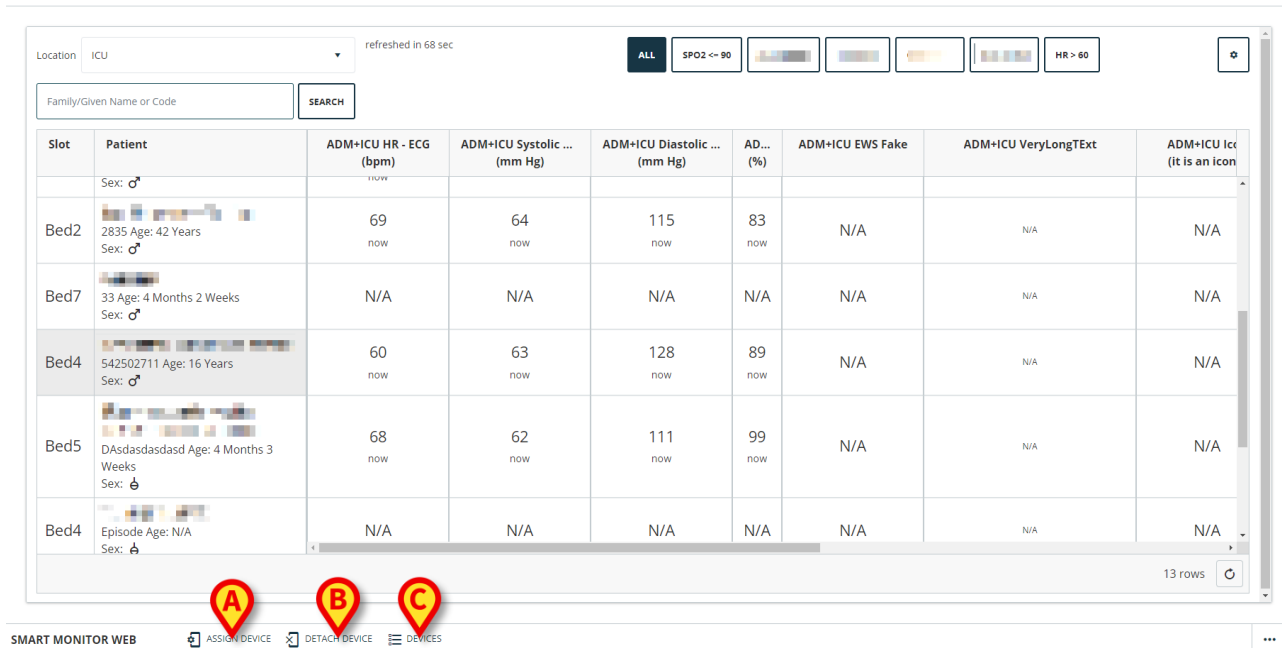 Location ICU refreshed in 68 sec ALL SPO2 <= 90 HR > 60
Family/Given Name or Code SEARCH
Slot Patient ADM+ICU HR - ECG (bpm) ADM+ICU Systolic ... (mm Hg) ADM+ICU Diastolic ... (mm Hg) AD... (%) ADM+ICU EWS Fake ADM+ICU VeryLongTExt ADM+ICU Ico (it is an icon
Sex: ♂ now
Bed2 69 64 115 83 N/A N/A N/A
2835 Age: 42 Years now now now now
Sex: ♂
Bed7 N/A N/A N/A N/A N/A N/A N/A
33 Age: 4 Months 2 Weeks
Sex: ♂
Bed4 60 63 128 89 N/A N/A N/A
542502711 Age: 16 Years now now now now
Sex: ♂
Bed5 68 62 111 99 N/A N/A N/A
DAsdasdasdasd Age: 4 Months 3 now now now now
Weeks
Sex:
Bed4 N/A N/A N/A N/A N/A N/A N/A
Episode Age: N/A
Sex:
13 rows
A B C
SMART MONITOR WEB ASSIGN DEVICE DETACH DEVICE DEVICES